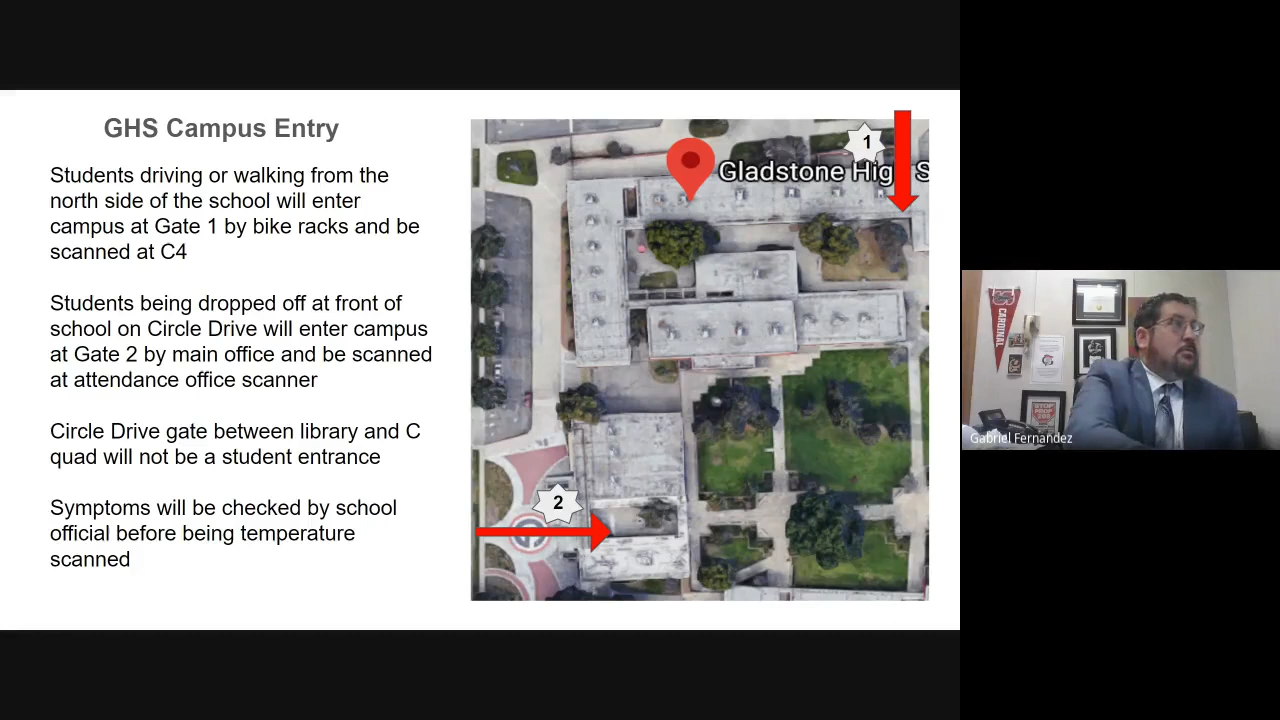 GHS Campus Entry
Students driving or walking from the
north side of the school will enter
campus at Gate 1 by bike racks and be
scanned at C4
Students being dropped off at front of
school on Circle Drive will enter campus
at Gate 2 by main office and be scanned
at attendance office scanner
Circle Drive gate between library and C
quad will not be a student entrance
Symptoms will be checked by school
official before being temperature
scanned
1
Gladstone Hig S
2
CARDINAL
STOP
PROP
Gabriel Fernandez